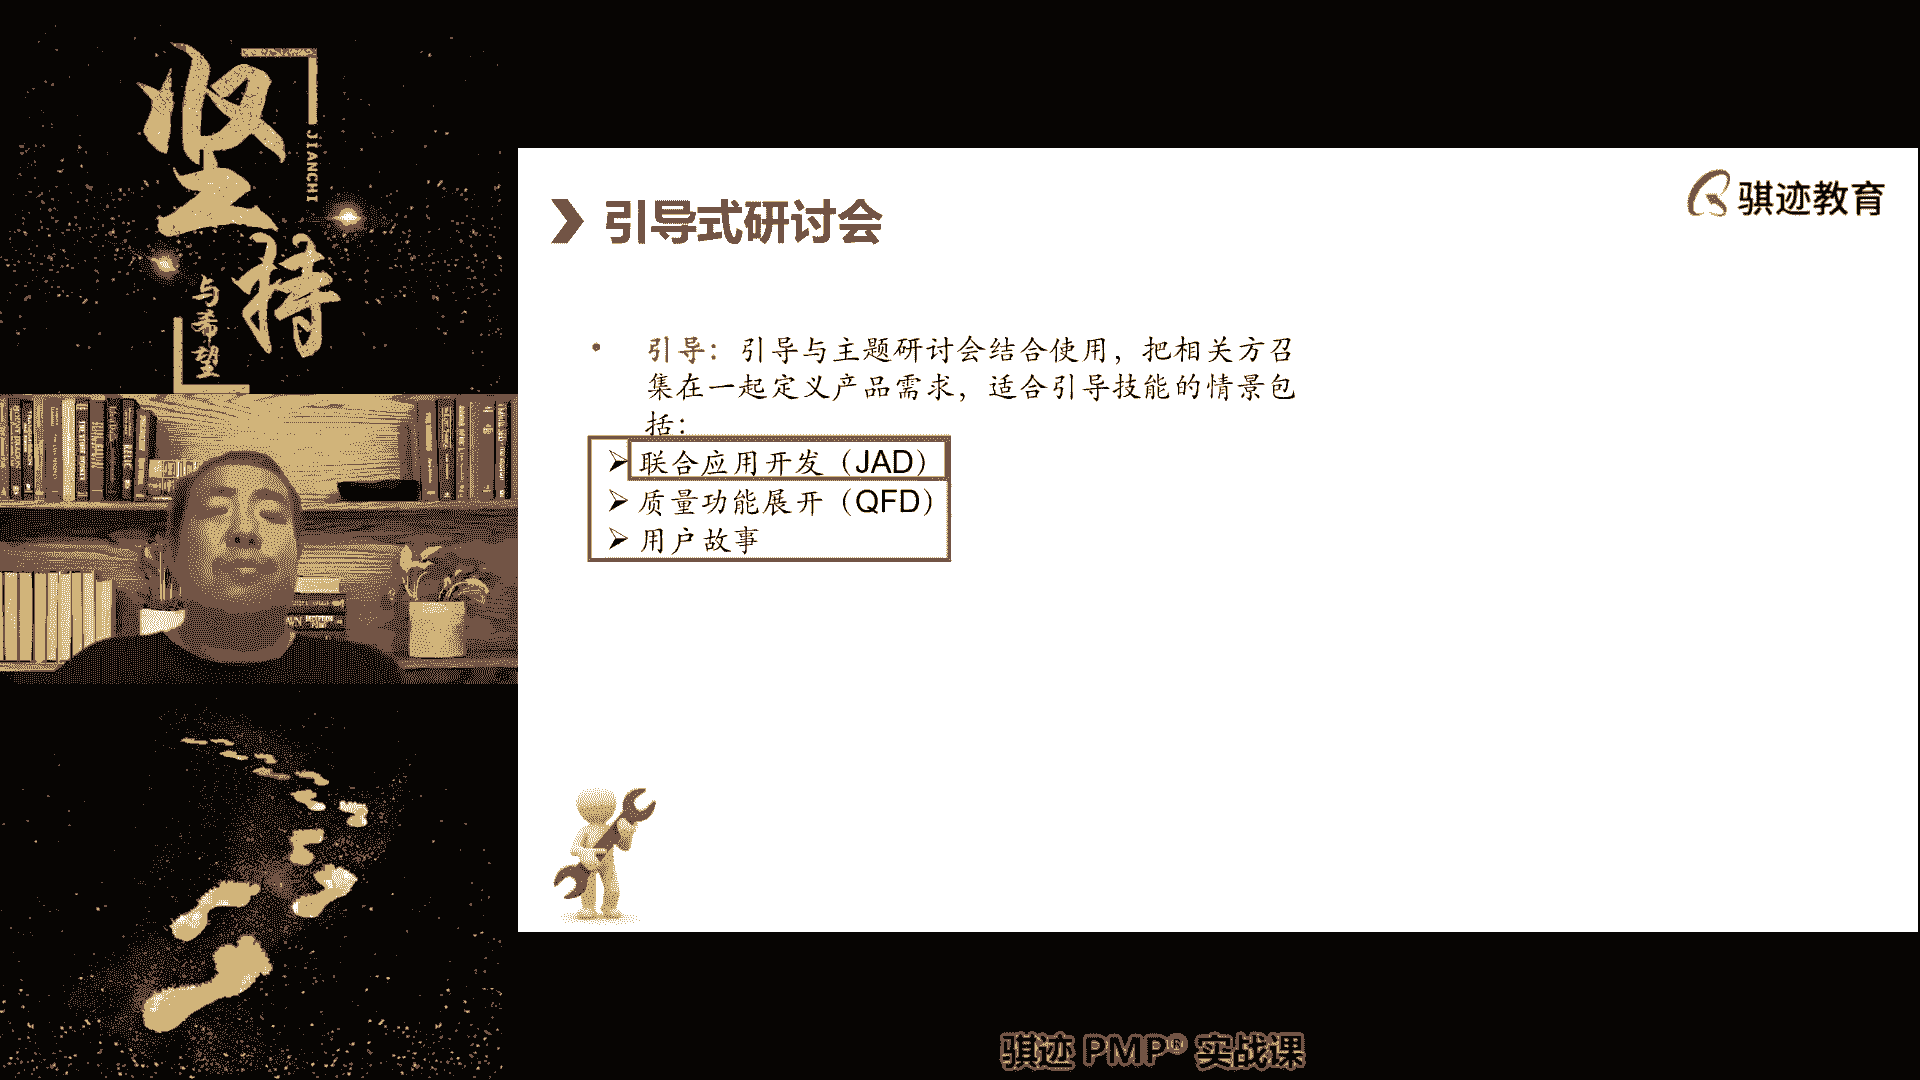 坚持
JIANCHI
与希望
骐迹教育
引导式研讨会
• 引导：引导与主题研讨会结合使用，把相关方召
集在一起定义产品需求，适合引导技能的情景包
括：
➢ 联合应用开发（JAD）
➢ 质量功能展开（QFD）
➢ 用户故事
骐迹 PMP® 实战课